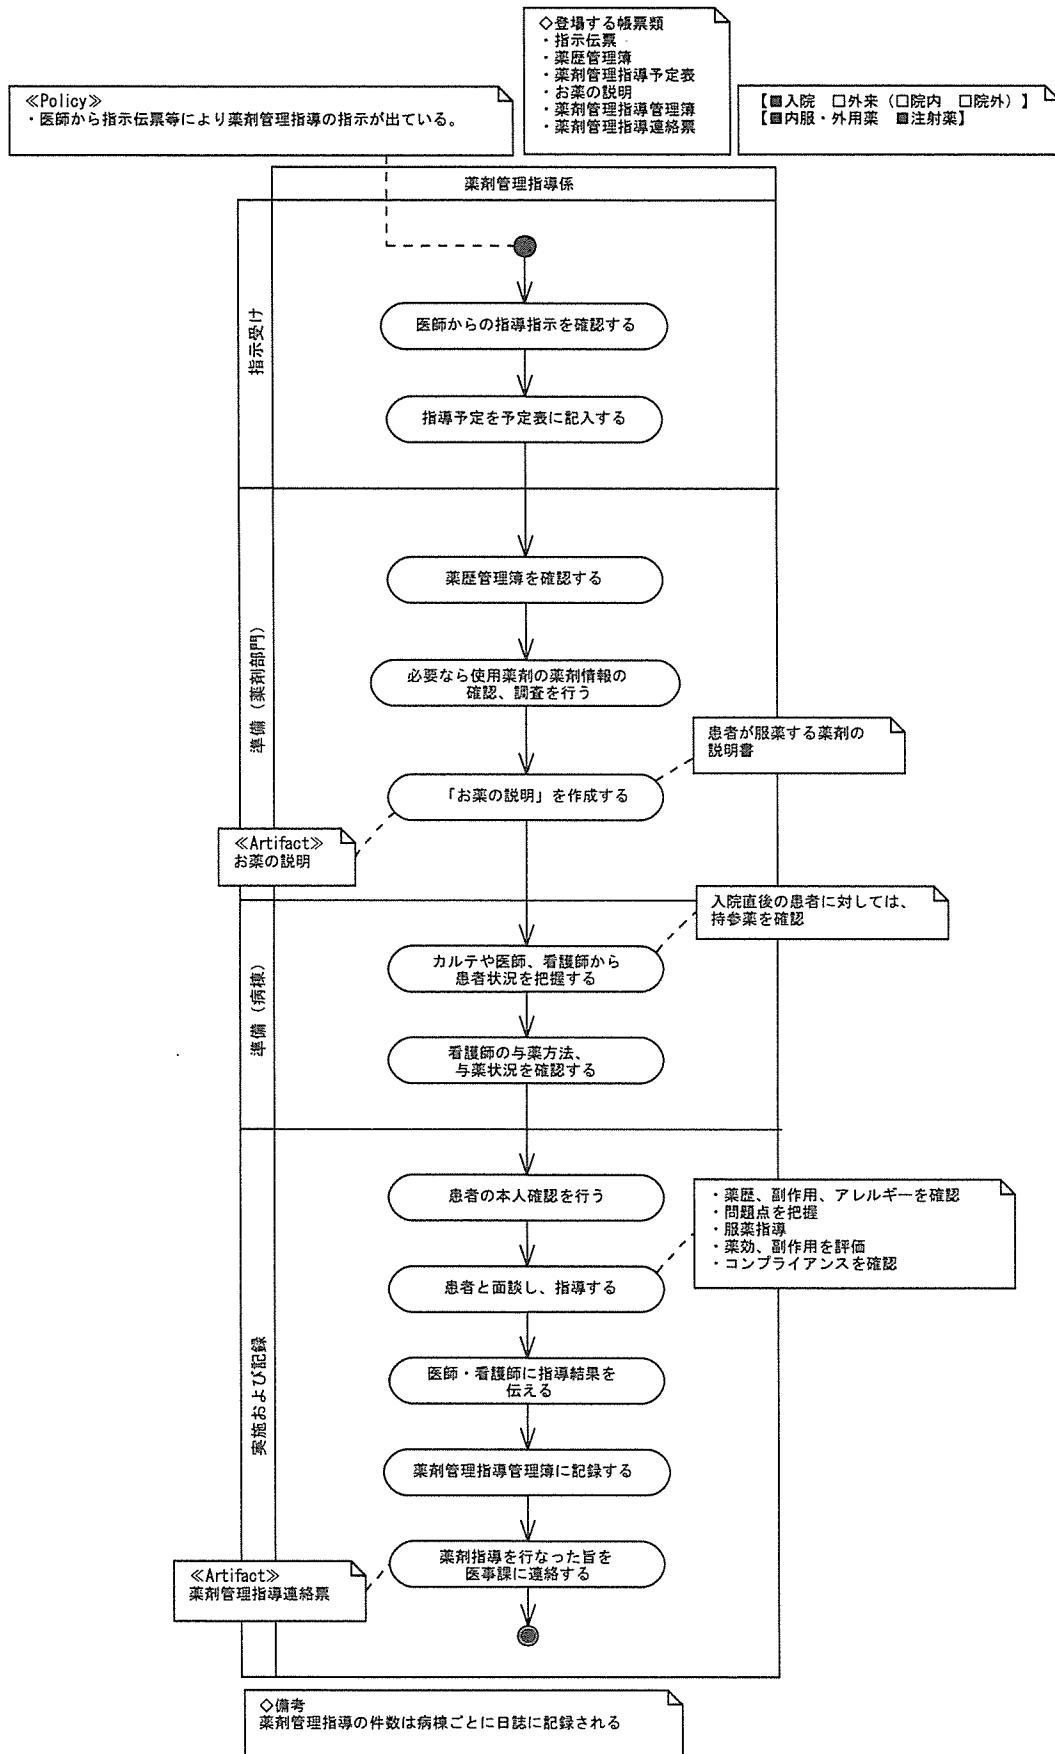 ◇登場する帳票類
・指示伝票
・薬歴管理簿
・薬剤管理指導予定表
・お薬の説明
・薬剤管理指導管理簿
・薬剤管理指導連絡票
≪Policy≫
・医師から指示伝票等により薬剤管理指導の指示が出ている。
【■入院 □外来（□院内 □院外）】
【■内服・外用薬 ■注射薬】
薬剤管理指導係
指示受け
医師からの指導指示を確認する
指導予定を予定表に記入する
準備（薬剤部門）
薬歴管理簿を確認する
必要なら使用薬剤の薬剤情報の
確認、調査を行う
患者が服薬する薬剤の
説明書
「お薬の説明」を作成する
≪Artifact≫
お薬の説明
準備（病棟）
入院直後の患者に対しては、
持参薬を確認
カルテや医師、看護師から
患者状況を把握する
看護師の与薬方法、
与薬状況を確認する
実施および記録
患者の本人確認を行う
・薬歴、副作用、アレルギーを確認
・問題点を把握
・服薬指導
・薬効、副作用を評価
・コンプライアンスを確認
患者と面談し、指導する
医師・看護師に指導結果を
伝える
薬剤管理指導管理簿に記録する
薬剤指導を行なった旨を
医事課に連絡する
≪Artifact≫
薬剤管理指導連絡票
◇備考
薬剤管理指導の件数は病棟ごとに日誌に記録される